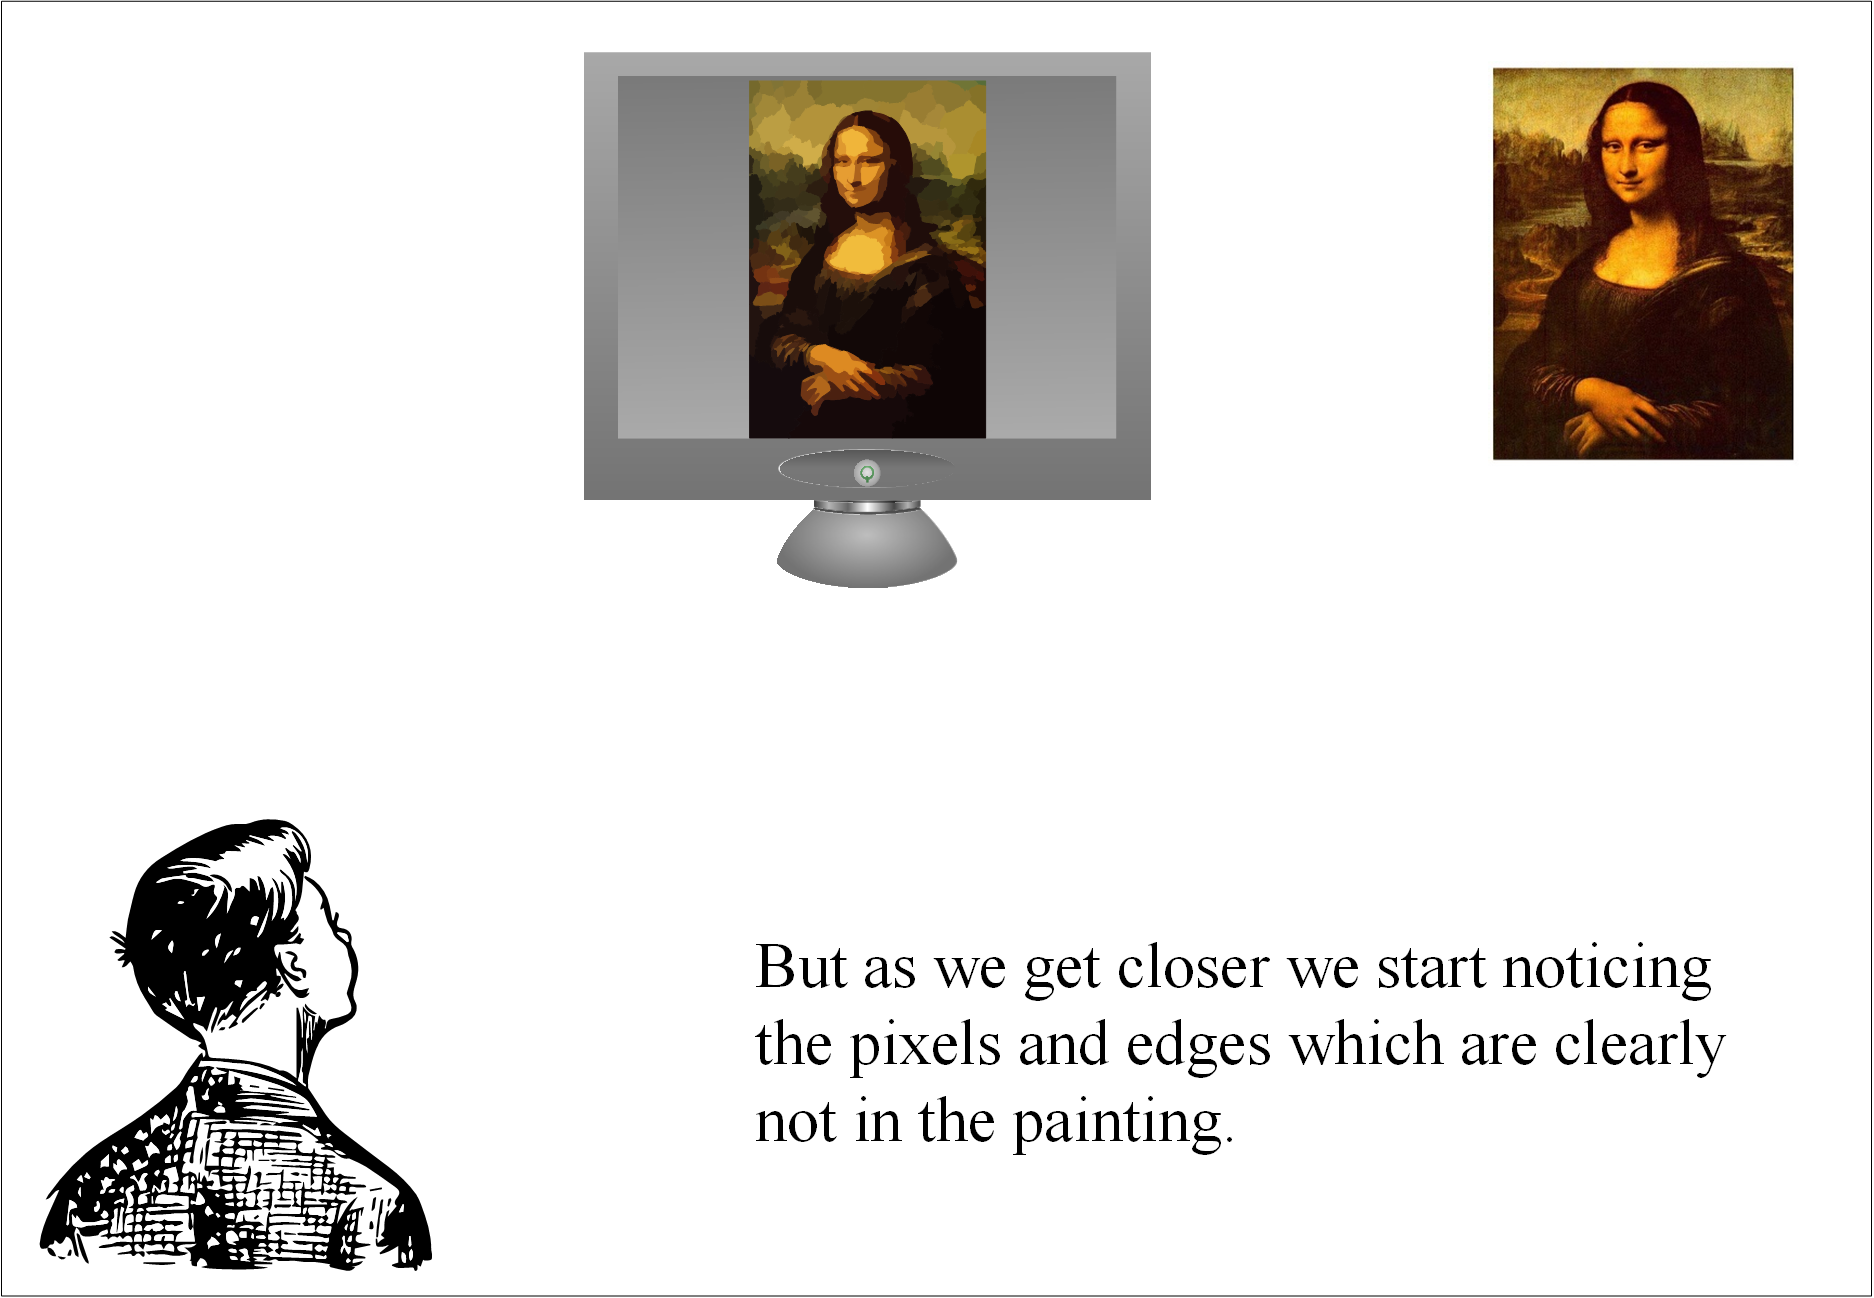 But as we get closer we start noticing
the pixels and edges which are clearly
not in the painting.